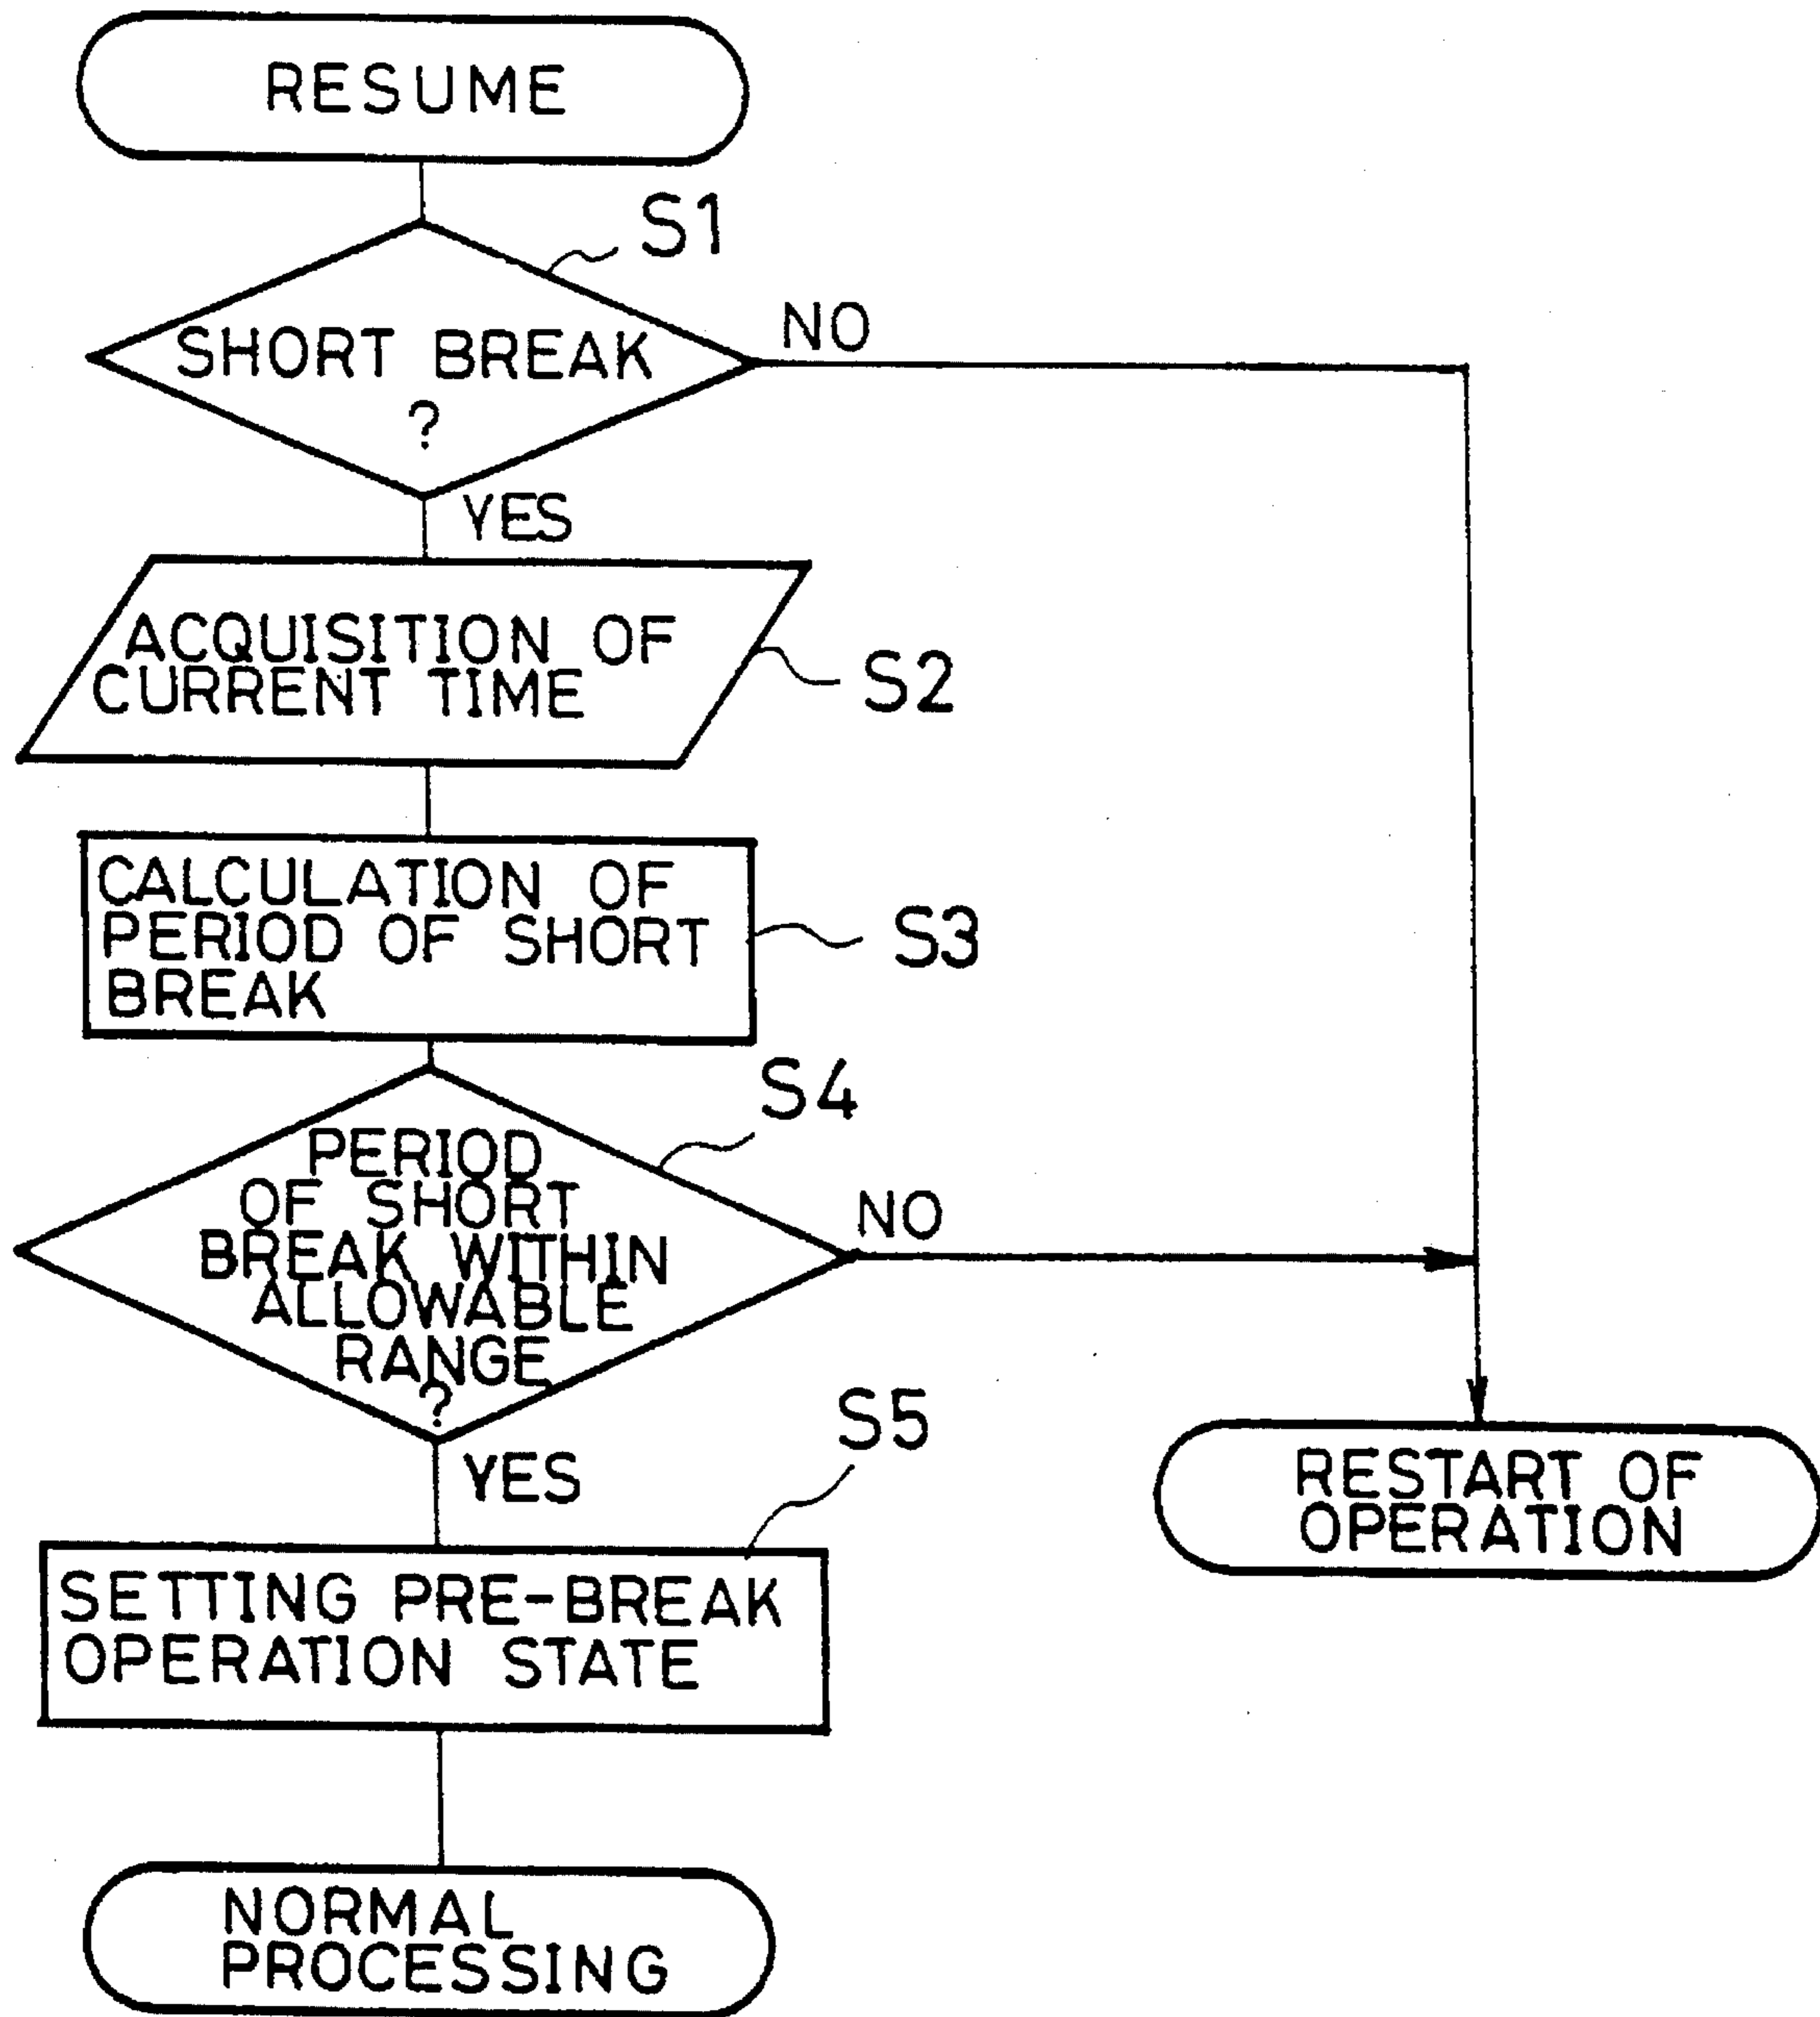 RESUME
S1
SHORT BREAK
?
NO
YES
ACQUISITION OF
CURRENT TIME
S2
CALCULATION OF
PERIOD OF SHORT
BREAK
S3
S4
PERIOD
OF SHORT
BREAK WITHIN
ALLOWABLE
RANGE
?
NO
YES
S5
SETTING PRE-BREAK
OPERATION STATE
RESTART OF
OPERATION
NORMAL
PROCESSING